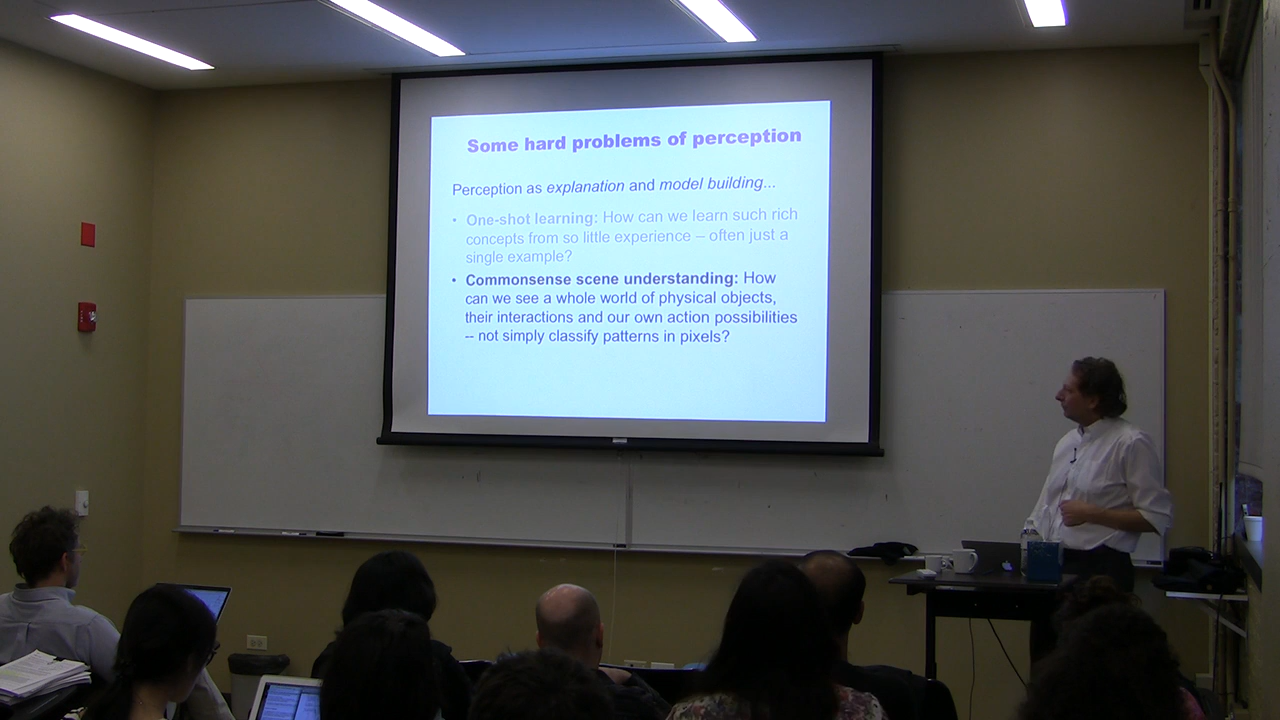 Some hard problems of perception
Perception as explanation and model building...
• One-shot learning: How can we learn such rich
concepts from so little experience – often just a
single example?
• Commonsense scene understanding: How
can we see a whole world of physical objects,
their interactions and our own action possibilities
-- not simply classify patterns in pixels?